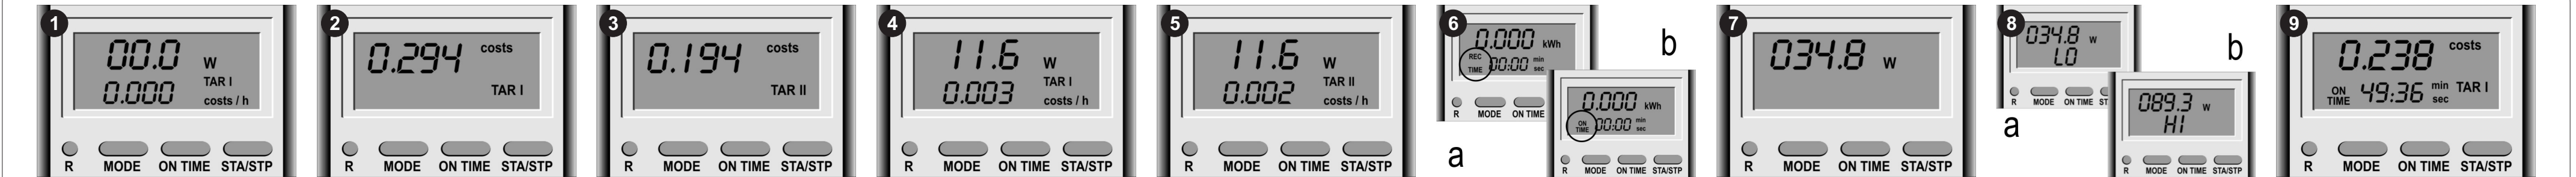 1
00.0 W
TAR I
0.000 costs / h
R MODE ON TIME STA/STP
2
0.294 costs
TAR I
R MODE ON TIME STA/STP
3
0.194 costs
TAR II
R MODE ON TIME STA/STP
4
11.6 W
TAR I
0.003 costs / h
R MODE ON TIME STA/STP
5
11.6 W
TAR II
0.002 costs / h
R MODE ON TIME STA/STP
6
0.000 kWh
REC TIME 00:00 min sec
R MODE ON TIME
a
b
0.000 kWh
ON TIME 00:00 min sec
R MODE ON TIME STA/STP
7
034.8 W
R MODE ON TIME STA/STP
8
034.8 W
LO
R MODE ON TIME ST
a
b
089.3 W
HI
R MODE ON TIME STA/STP
9
0.238 costs
ON TIME 49:36 min sec TAR I
R MODE ON TIME STA/STP